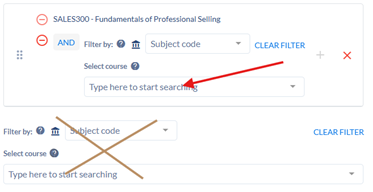 SALES300 - Fundamentals of Professional Selling
AND Filter by: ? Subject code CLEAR FILTER
Select course ?
Type here to start searching
Filter by: ? Subject code CLEAR FILTER
Select course ?
Type here to start searching